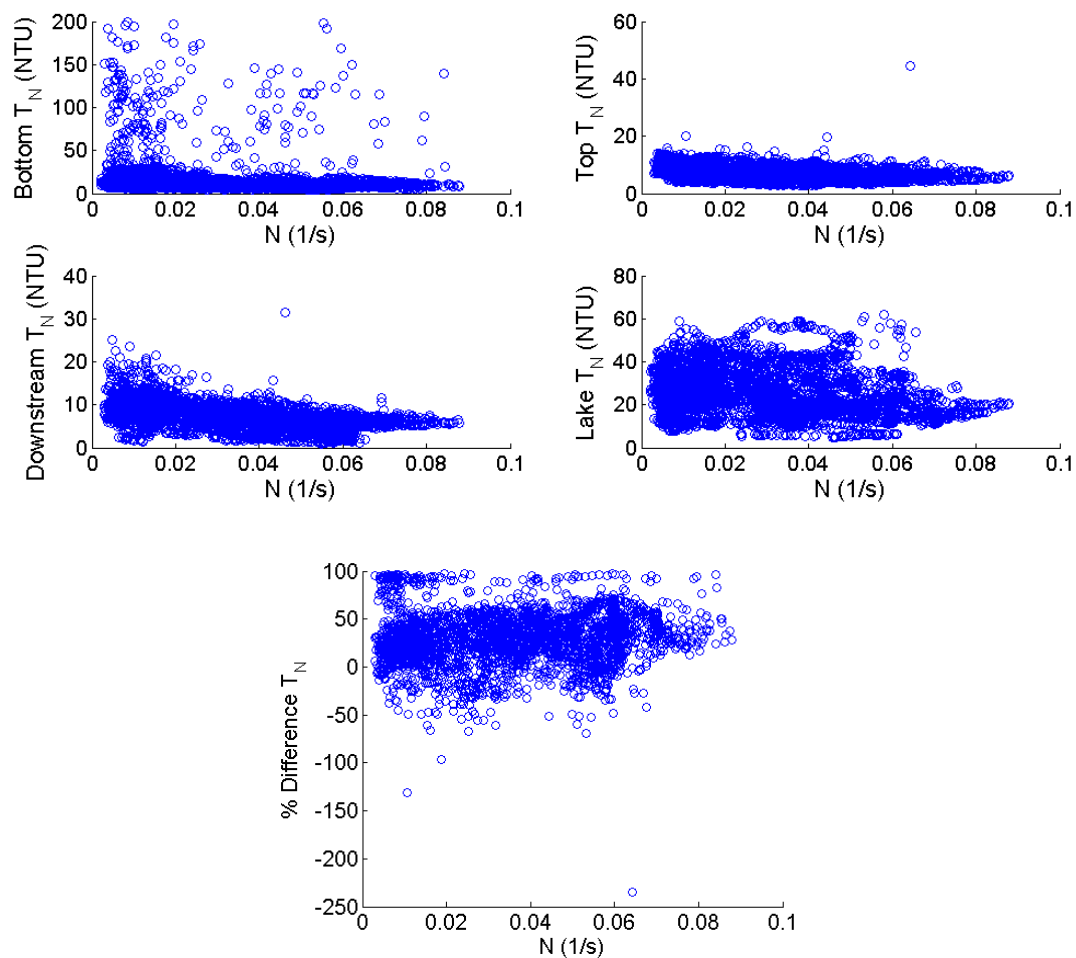 200
150
100
50
0
Bottom T_N (NTU)
0 0.02 0.04 0.06 0.08 0.1
N (1/s)
60
40
20
0
Top T_N (NTU)
0 0.02 0.04 0.06 0.08 0.1
N (1/s)
40
30
20
10
0
Downstream T_N (NTU)
0 0.02 0.04 0.06 0.08 0.1
N (1/s)
80
60
40
20
0
Lake T_N (NTU)
0 0.02 0.04 0.06 0.08 0.1
N (1/s)
100
50
0
-50
-100
-150
-200
-250
% Difference T_N
0 0.02 0.04 0.06 0.08 0.1
N (1/s)